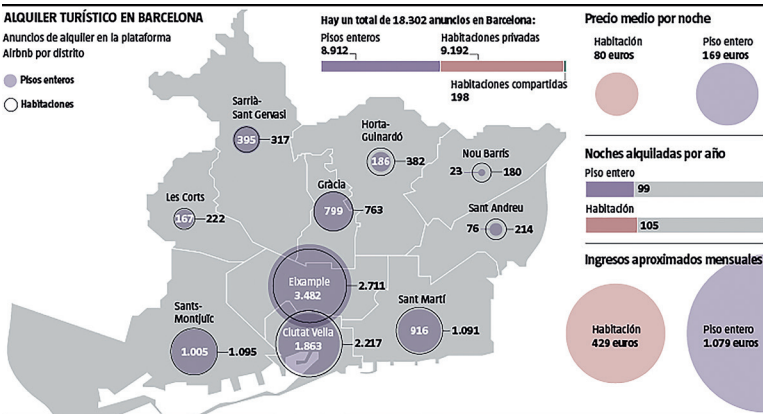 ALQUILER TURÍSTICO EN BARCELONA
Anuncios de alquiler en la plataforma
Airbnb por distrito
Pisos enteros
Habitaciones
Hay un total de 18.302 anuncios en Barcelona:
Pisos enteros
8.912
Habitaciones privadas
9.192
Habitaciones compartidas
198
Sarrià-
Sant Gervasi
395 317
Horta-
Guinardó
186 382
Nou Barris
23 180
Les Corts
167 222
Gràcia
799 763
Sant Andreu
76 214
Eixample
3.482 2.711
Sants-
Montjuïc
1.005 1.095
Ciutat Vella
1.863 2.217
Sant Martí
916 1.091
Precio medio por noche
Habitación
80 euros
Piso entero
169 euros
Noches alquiladas por año
Piso entero
99
Habitación
105
Ingresos aproximados mensuales
Habitación
429 euros
Piso entero
1.079 euros